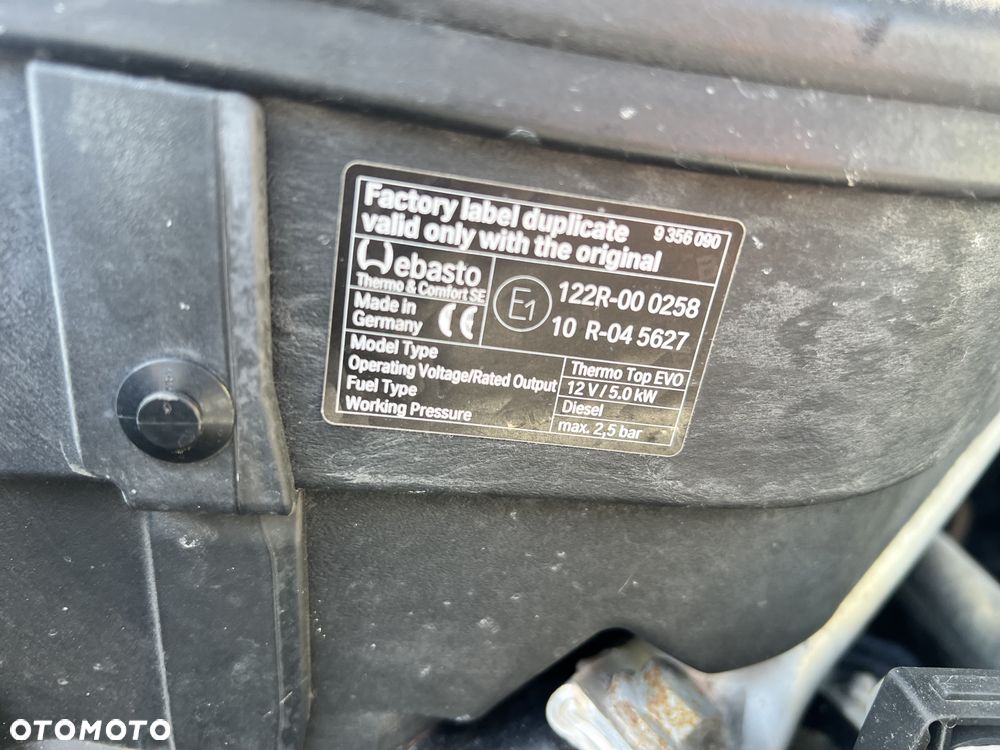 Factory label duplicate 9 356 090
valid only with the original
Webasto
Thermo & Comfort SE
Made in
Germany
CE
E1
122R-00 0258
10 R-04 5627
Model Type Thermo Top EVO
Operating Voltage/Rated Output 12 V / 5.0 kW
Fuel Type Diesel
Working Pressure max. 2,5 bar
OTOMOTO